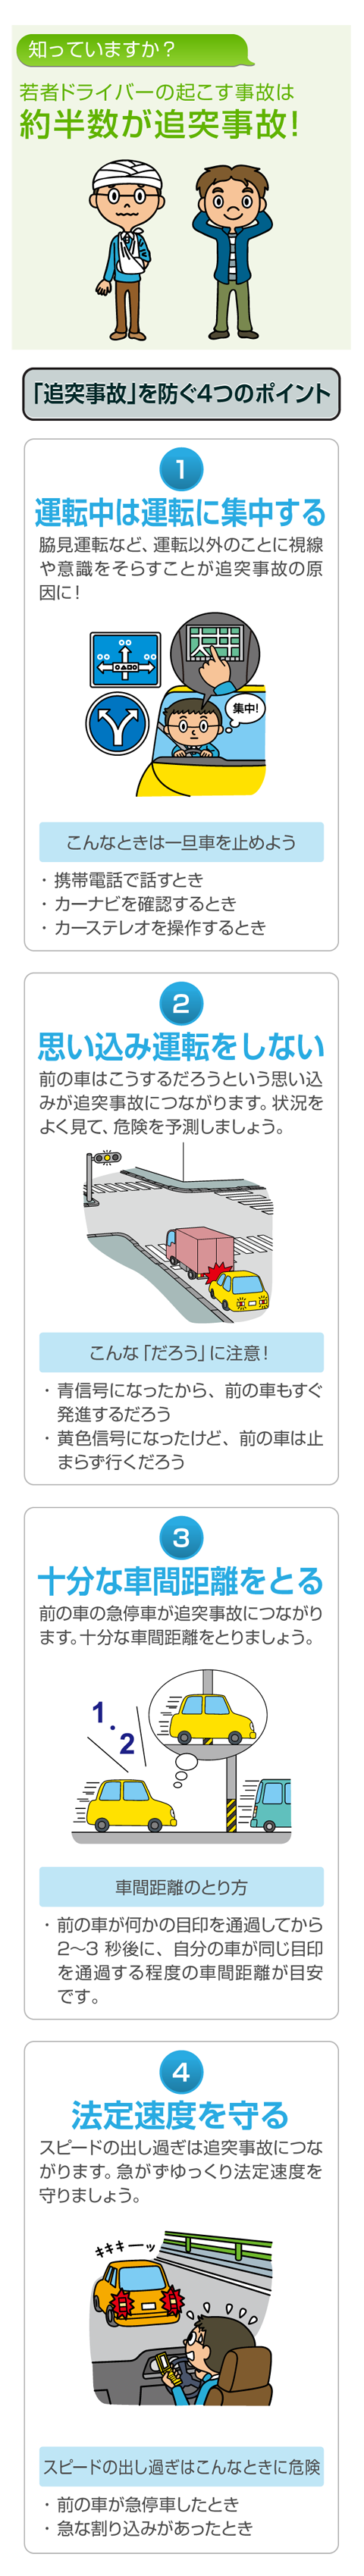 知っていますか？
若者ドライバーの起こす事故は
約半数が追突事故！
「追突事故」を防ぐ4つのポイント
1
運転中は運転に集中する
脇見運転など、運転以外のことに視線
や意識をそらすことが追突事故の原
因に！
集中！
こんなときは一旦車を止めよう
・ 携帯電話で話すとき
・ カーナビを確認するとき
・ カーステレオを操作するとき
2
思い込み運転をしない
前の車はこうするだろうという思い込
みが追突事故につながります。状況を
よく見て、危険を予測しましょう。
こんな「だろう」に注意！
・ 青信号になったから、前の車もすぐ
発進するだろう
・ 黄色信号になったけど、前の車は止
まらず行くだろう
3
十分な車間距離をとる
前の車の急停車が追突事故につながり
ます。十分な車間距離をとりましょう。
1.
2
車間距離のとり方
・ 前の車が何かの目印を通過してから
2〜3 秒後に、自分の車が同じ目印
を通過する程度の車間距離が目安
です。
4
法定速度を守る
スピードの出し過ぎは追突事故につな
がります。急がずゆっくり法定速度を
守りましょう。
キキキーッ
スピードの出し過ぎはこんなときに危険
・ 前の車が急停車したとき
・ 急な割り込みがあったとき